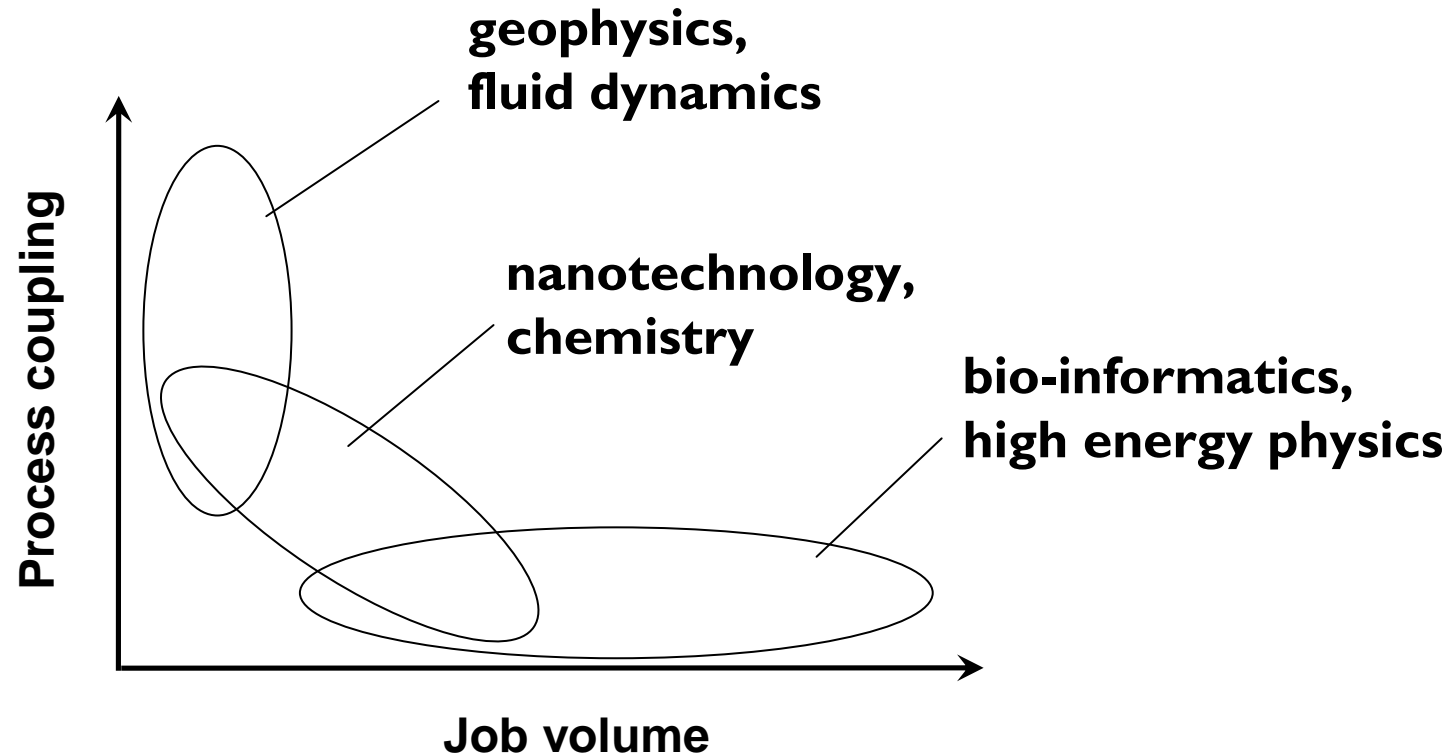 geophysics,
fluid dynamics
nanotechnology,
chemistry
bio-informatics,
high energy physics
Process coupling
Job volume